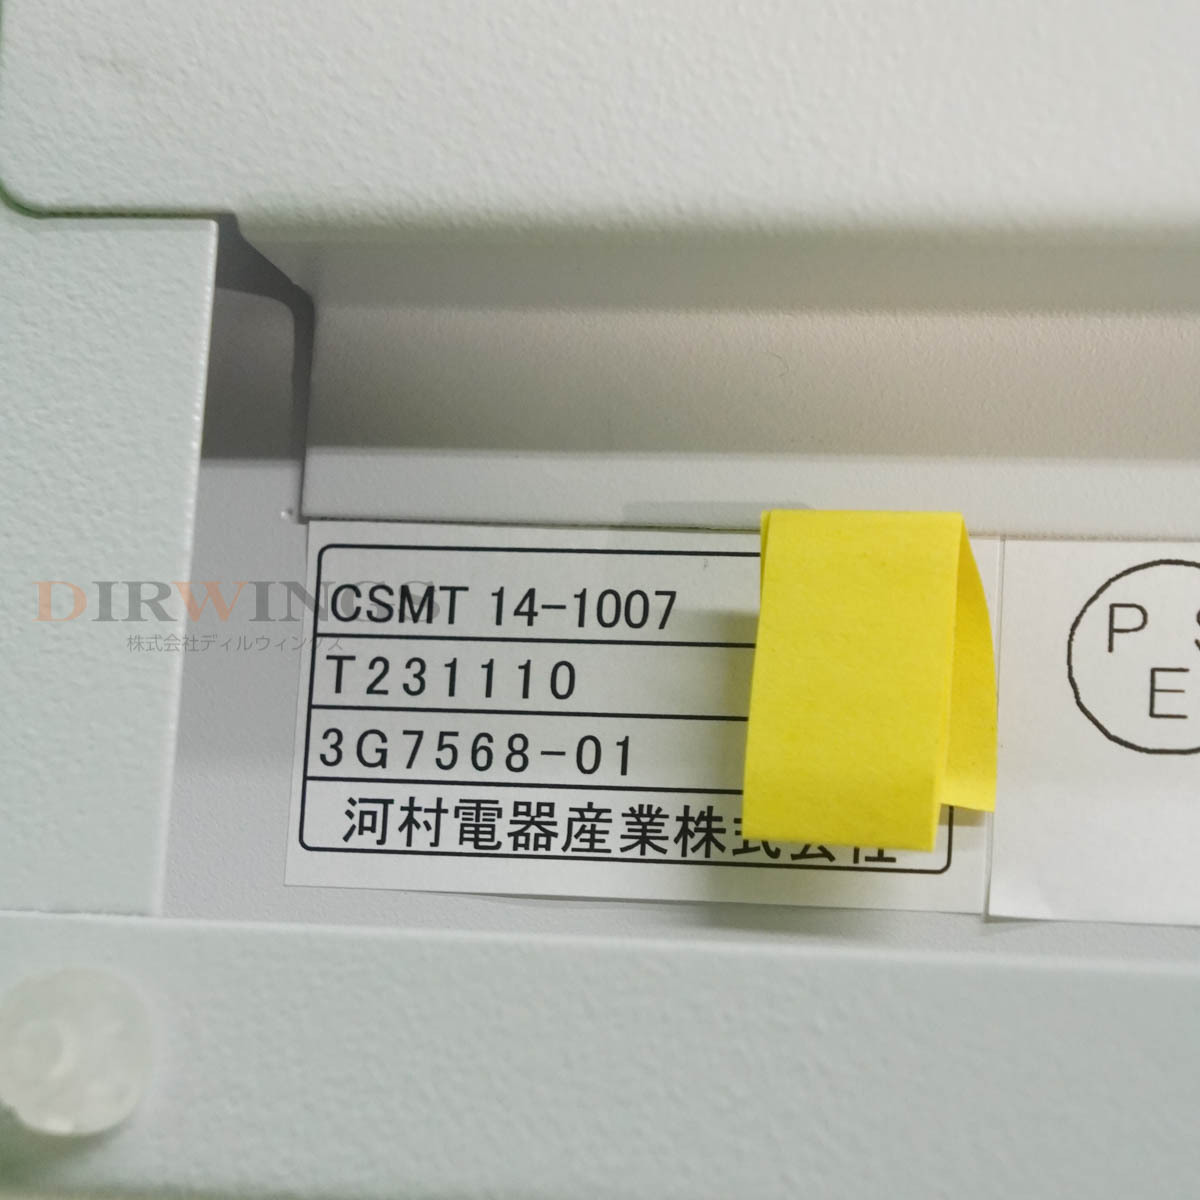 DIRWINGS
株式会社ディルウィングス
CSMT 14-1007
T231110
3G7568-01
河村電器産業株式会社
P S
E